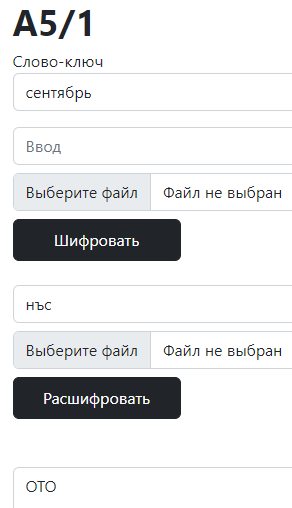 A5/1
Слово-ключ
сентябрь
Ввод
Выберите файл Файл не выбран
Шифровать
нъс
Выберите файл Файл не выбран
Расшифровать
ОТО